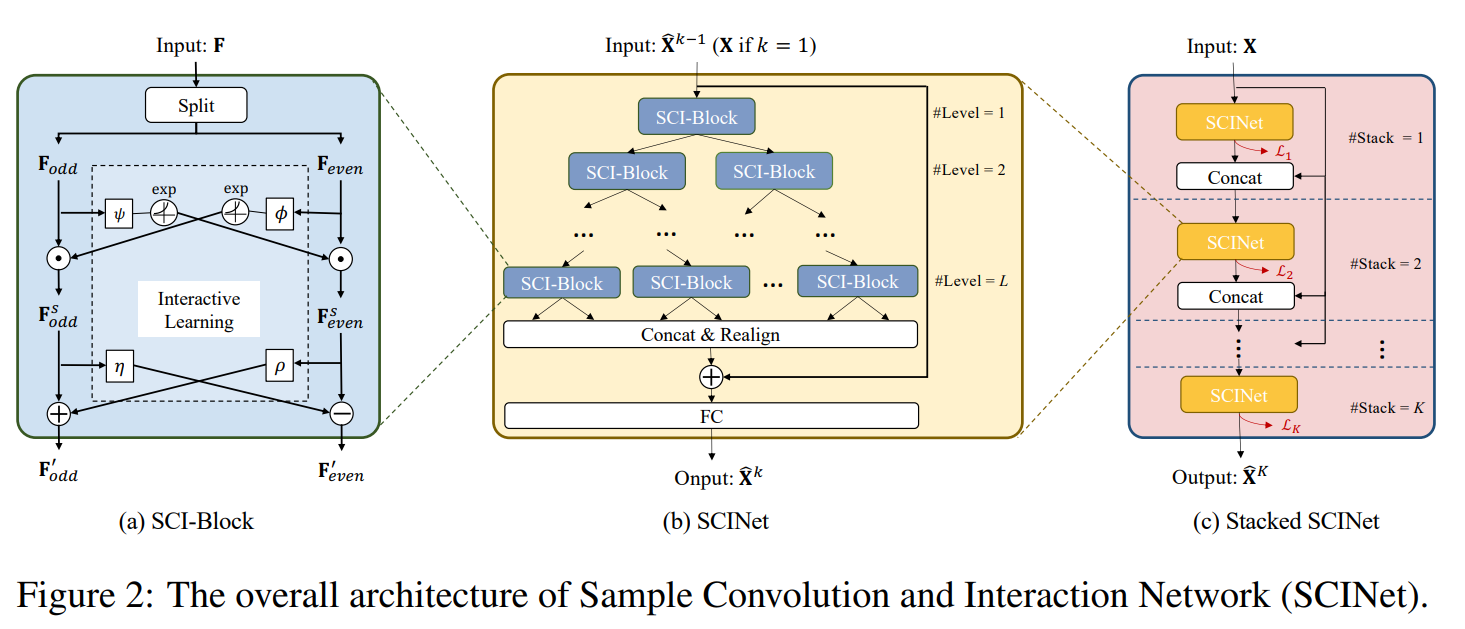 Input: F
Split
F_odd
F_even
exp
exp
ψ
ϕ
F^s_odd
Interactive
Learning
F^s_even
η
ρ
F′_odd
F′_even
(a) SCI-Block
Input: X̂^{k−1} (X if k = 1)
SCI-Block
#Level = 1
SCI-Block
SCI-Block
#Level = 2
...
...
...
...
SCI-Block
SCI-Block
...
SCI-Block
#Level = L
Concat & Realign
FC
Onput: X̂^k
(b) SCINet
Input: X
SCINet
ℒ_1
#Stack = 1
Concat
SCINet
ℒ_2
#Stack = 2
Concat
⋮
⋮
SCINet
#Stack = K
ℒ_K
Output: X̂^K
(c) Stacked SCINet
Figure 2: The overall architecture of Sample Convolution and Interaction Network (SCINet).